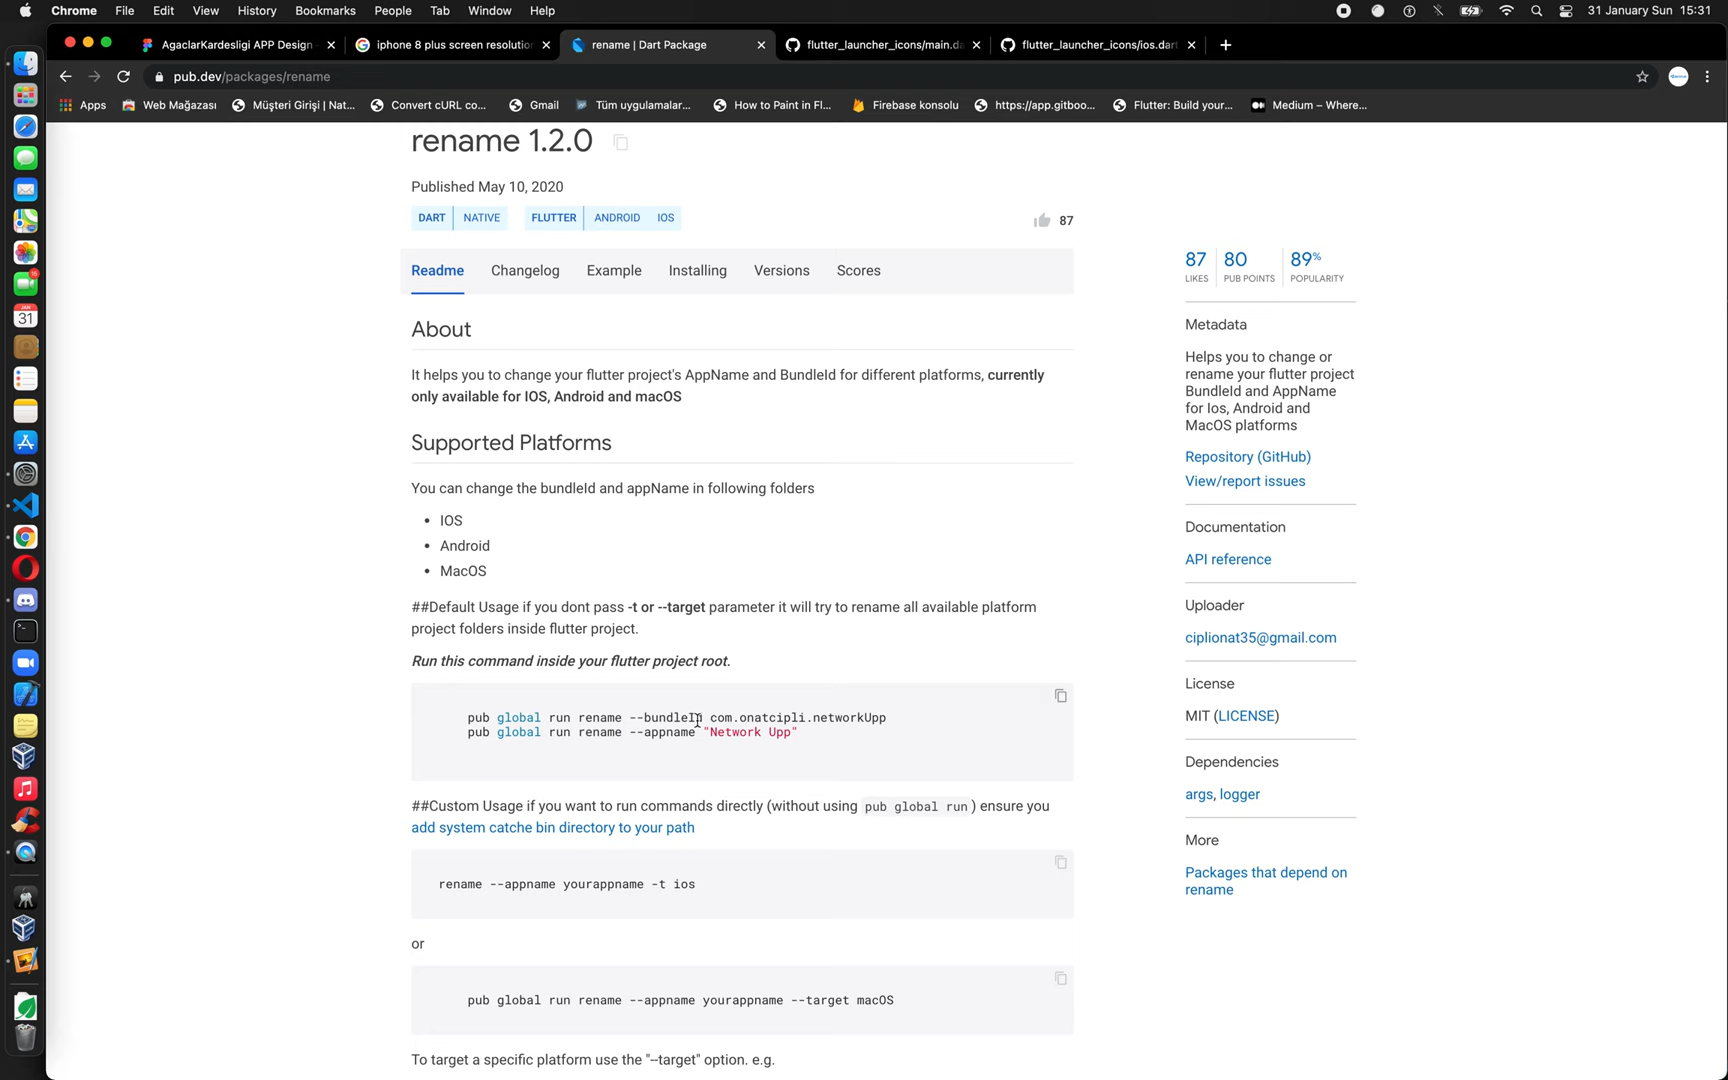 Chrome File Edit View History Bookmarks People Tab Window Help 31 January Sun 15:31
AgaclarKardesligi APP Design iphone 8 plus screen resolutio rename | Dart Package flutter_launcher_icons/main.da flutter_launcher_icons/ios.dart
pub.dev/packages/rename
Apps Web Mağazası Müşteri Girişi | Nat... Convert cURL co... Gmail Tüm uygulamalar... How to Paint in Fl... Firebase konsolu https://app.gitboo... Flutter: Build your... Medium – Where...
rename 1.2.0
Published May 10, 2020
DART NATIVE FLUTTER ANDROID IOS
87
Readme Changelog Example Installing Versions Scores
About
It helps you to change your flutter project's AppName and BundleId for different platforms, currently
only available for IOS, Android and macOS
Supported Platforms
You can change the bundleId and appName in following folders
• IOS
• Android
• MacOS
##Default Usage if you dont pass -t or --target parameter it will try to rename all available platform
project folders inside flutter project.
Run this command inside your flutter project root.
pub global run rename --bundleId com.onatcipli.networkUpp
pub global run rename --appname "Network Upp"
##Custom Usage if you want to run commands directly (without using pub global run) ensure you
add system catche bin directory to your path
rename --appname yourappname -t ios
or
pub global run rename --appname yourappname --target macOS
To target a specific platform use the "--target" option. e.g.
87 80 89%
LIKES PUB POINTS POPULARITY
Metadata
Helps you to change or
rename your flutter project
BundleId and AppName
for Ios, Android and
MacOS platforms
Repository (GitHub)
View/report issues
Documentation
API reference
Uploader
ciplionat35@gmail.com
License
MIT (LICENSE)
Dependencies
args, logger
More
Packages that depend on
rename
JAN
31